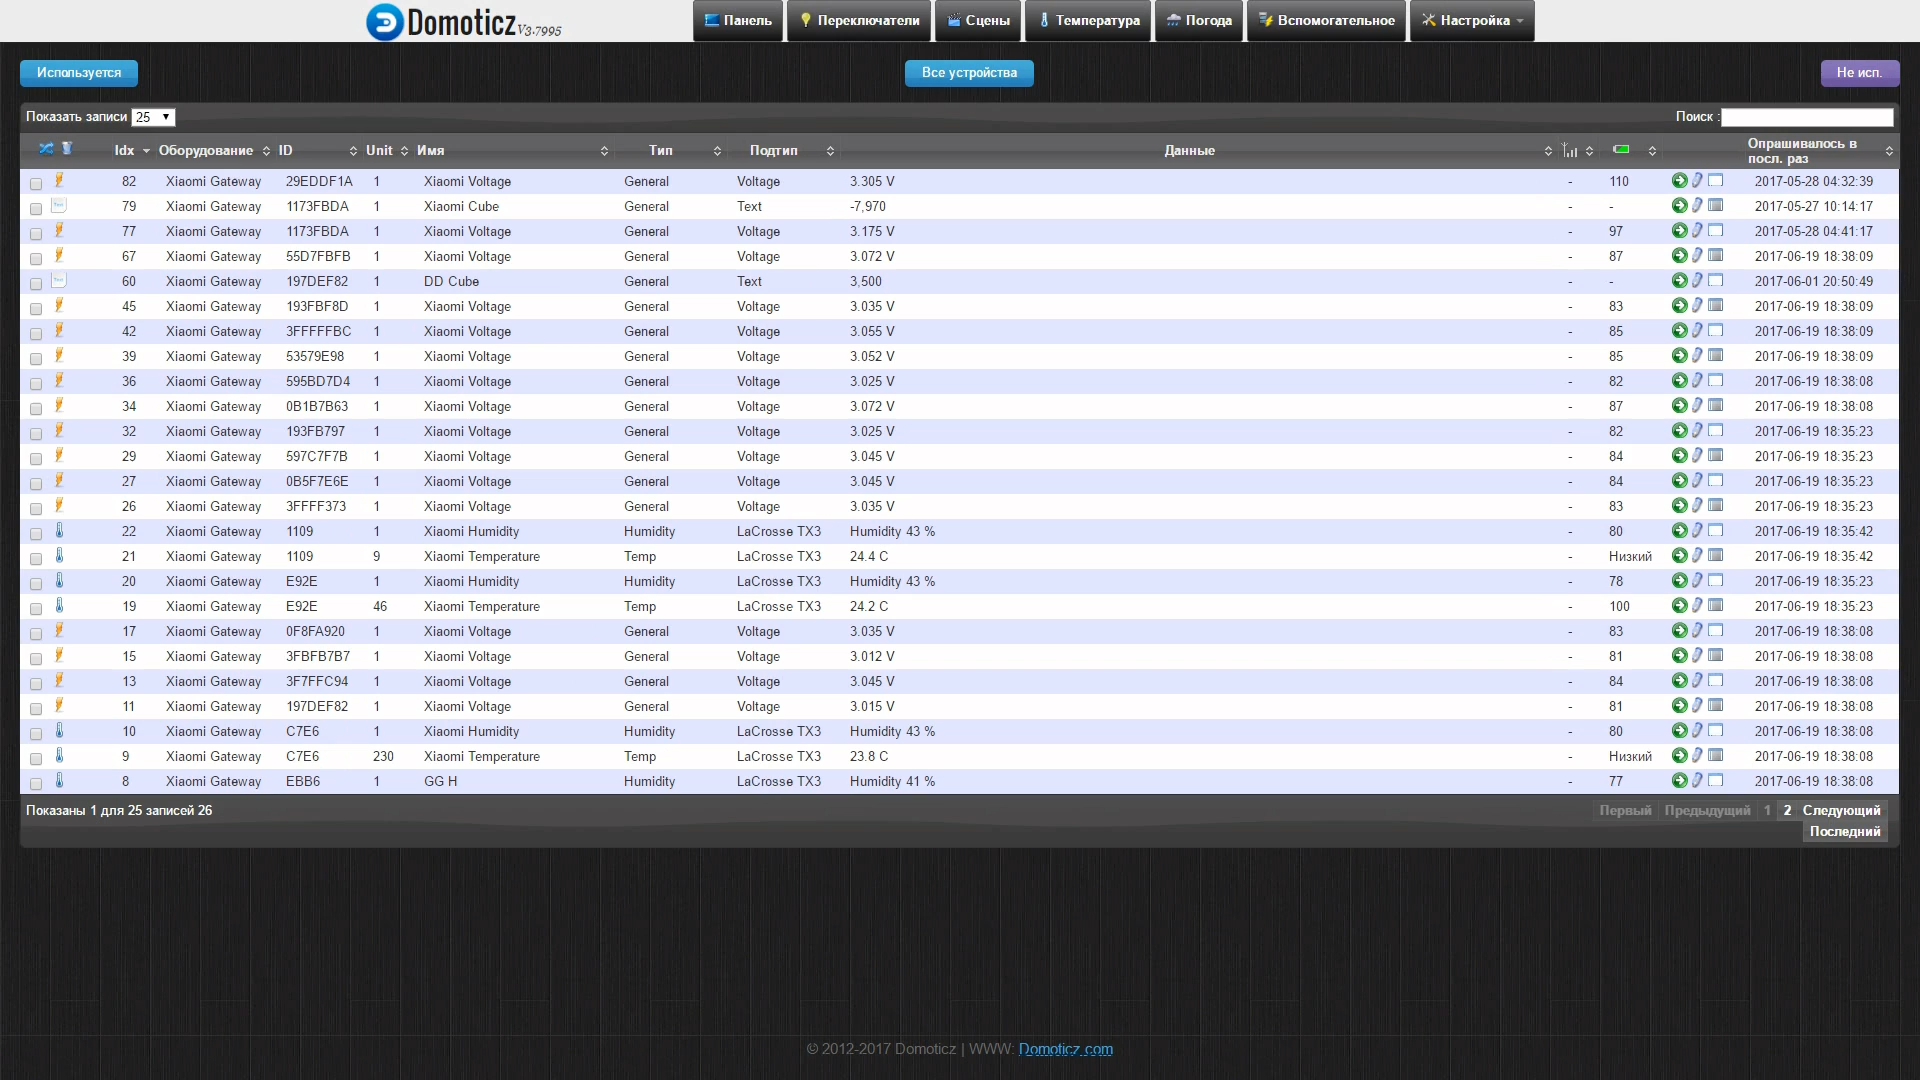 Domoticz V3.7995 Панель Переключатели Сцены Температура Погода Вспомогательное Настройка
Используется Все устройства Не исп.
Показать записи 25 Поиск :
Idx Оборудование ID Unit Имя Тип Подтип Данные Опрашивалось в посл. раз
82 Xiaomi Gateway 29EDDF1A 1 Xiaomi Voltage General Voltage 3.305 V - 110 2017-05-28 04:32:39
79 Xiaomi Gateway 1173FBDA 1 Xiaomi Cube General Text -7,970 - - 2017-05-27 10:14:17
77 Xiaomi Gateway 1173FBDA 1 Xiaomi Voltage General Voltage 3.175 V - 97 2017-05-28 04:41:17
67 Xiaomi Gateway 55D7FBFB 1 Xiaomi Voltage General Voltage 3.072 V - 87 2017-06-19 18:38:09
60 Xiaomi Gateway 197DEF82 1 DD Cube General Text 3,500 - - 2017-06-01 20:50:49
45 Xiaomi Gateway 193FBF8D 1 Xiaomi Voltage General Voltage 3.035 V - 83 2017-06-19 18:38:09
42 Xiaomi Gateway 3FFFFFBC 1 Xiaomi Voltage General Voltage 3.055 V - 85 2017-06-19 18:38:09
39 Xiaomi Gateway 53579E98 1 Xiaomi Voltage General Voltage 3.052 V - 85 2017-06-19 18:38:09
36 Xiaomi Gateway 595BD7D4 1 Xiaomi Voltage General Voltage 3.025 V - 82 2017-06-19 18:38:08
34 Xiaomi Gateway 0B1B7B63 1 Xiaomi Voltage General Voltage 3.072 V - 87 2017-06-19 18:38:08
32 Xiaomi Gateway 193FB797 1 Xiaomi Voltage General Voltage 3.025 V - 82 2017-06-19 18:35:23
29 Xiaomi Gateway 597C7F7B 1 Xiaomi Voltage General Voltage 3.045 V - 84 2017-06-19 18:35:23
27 Xiaomi Gateway 0B5F7E6E 1 Xiaomi Voltage General Voltage 3.045 V - 84 2017-06-19 18:35:23
26 Xiaomi Gateway 3FFFF373 1 Xiaomi Voltage General Voltage 3.035 V - 83 2017-06-19 18:35:23
22 Xiaomi Gateway 1109 1 Xiaomi Humidity Humidity LaCrosse TX3 Humidity 43 % - 80 2017-06-19 18:35:42
21 Xiaomi Gateway 1109 9 Xiaomi Temperature Temp LaCrosse TX3 24.4 C - Низкий 2017-06-19 18:35:42
20 Xiaomi Gateway E92E 1 Xiaomi Humidity Humidity LaCrosse TX3 Humidity 43 % - 78 2017-06-19 18:35:23
19 Xiaomi Gateway E92E 46 Xiaomi Temperature Temp LaCrosse TX3 24.2 C - 100 2017-06-19 18:35:23
17 Xiaomi Gateway 0F8FA920 1 Xiaomi Voltage General Voltage 3.035 V - 83 2017-06-19 18:38:08
15 Xiaomi Gateway 3FBFB7B7 1 Xiaomi Voltage General Voltage 3.012 V - 81 2017-06-19 18:38:08
13 Xiaomi Gateway 3F7FFC94 1 Xiaomi Voltage General Voltage 3.045 V - 84 2017-06-19 18:38:08
11 Xiaomi Gateway 197DEF82 1 Xiaomi Voltage General Voltage 3.015 V - 81 2017-06-19 18:38:08
10 Xiaomi Gateway C7E6 1 Xiaomi Humidity Humidity LaCrosse TX3 Humidity 43 % - 80 2017-06-19 18:38:08
9 Xiaomi Gateway C7E6 230 Xiaomi Temperature Temp LaCrosse TX3 23.8 C - Низкий 2017-06-19 18:38:08
8 Xiaomi Gateway EBB6 1 GG H Humidity LaCrosse TX3 Humidity 41 % - 77 2017-06-19 18:38:08
Показаны 1 для 25 записей 26 Первый Предыдущий 1 2 Следующий
Последний
© 2012-2017 Domoticz | WWW: Domoticz.com